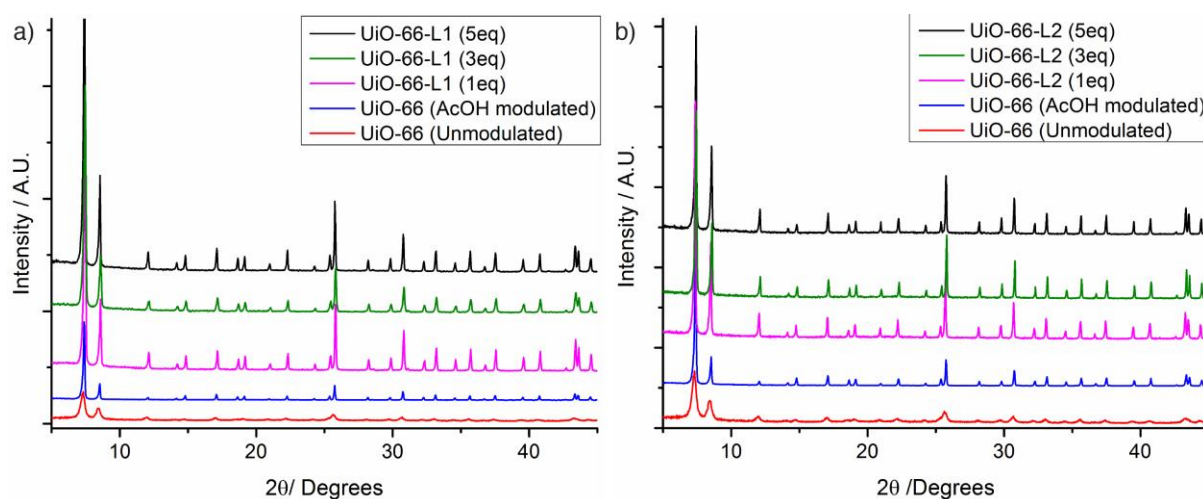 a)
UiO-66-L1 (5eq)
UiO-66-L1 (3eq)
UiO-66-L1 (1eq)
UiO-66 (AcOH modulated)
UiO-66 (Unmodulated)
Intensity / A.U.
10 20 30 40
2θ/ Degrees
b)
UiO-66-L2 (5eq)
UiO-66-L2 (3eq)
UiO-66-L2 (1eq)
UiO-66 (AcOH modulated)
UiO-66 (Unmodulated)
Intensity / A.U.
10 20 30 40
2θ /Degrees